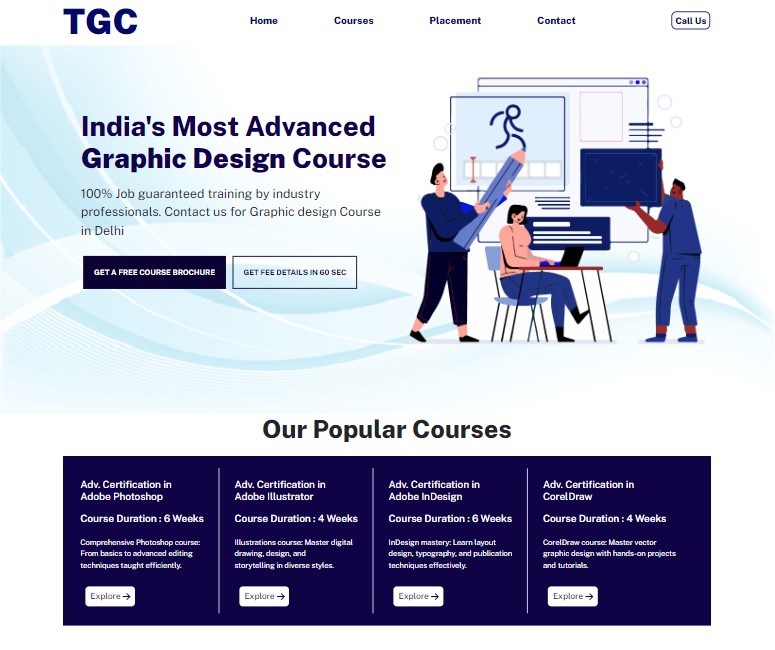 TGC
Home Courses Placement Contact Call Us
India's Most Advanced
Graphic Design Course
100% Job guaranteed training by industry
professionals. Contact us for Graphic design Course
in Delhi
GET A FREE COURSE BROCHURE
GET FEE DETAILS IN 60 SEC
Our Popular Courses
Adv. Certification in
Adobe Photoshop
Course Duration : 6 Weeks
Comprehensive Photoshop course:
From basics to advanced editing
techniques taught efficiently.
Explore →
Adv. Certification in
Adobe Illustrator
Course Duration : 4 Weeks
Illustrations course: Master digital
drawing, design, and
storytelling in diverse styles.
Explore →
Adv. Certification in
Adobe InDesign
Course Duration : 6 Weeks
InDesign mastery: Learn layout
design, typography, and publication
techniques effectively.
Explore →
Adv. Certification in
CorelDraw
Course Duration : 4 Weeks
CorelDraw course: Master vector
graphic design with hands-on projects
and tutorials.
Explore →